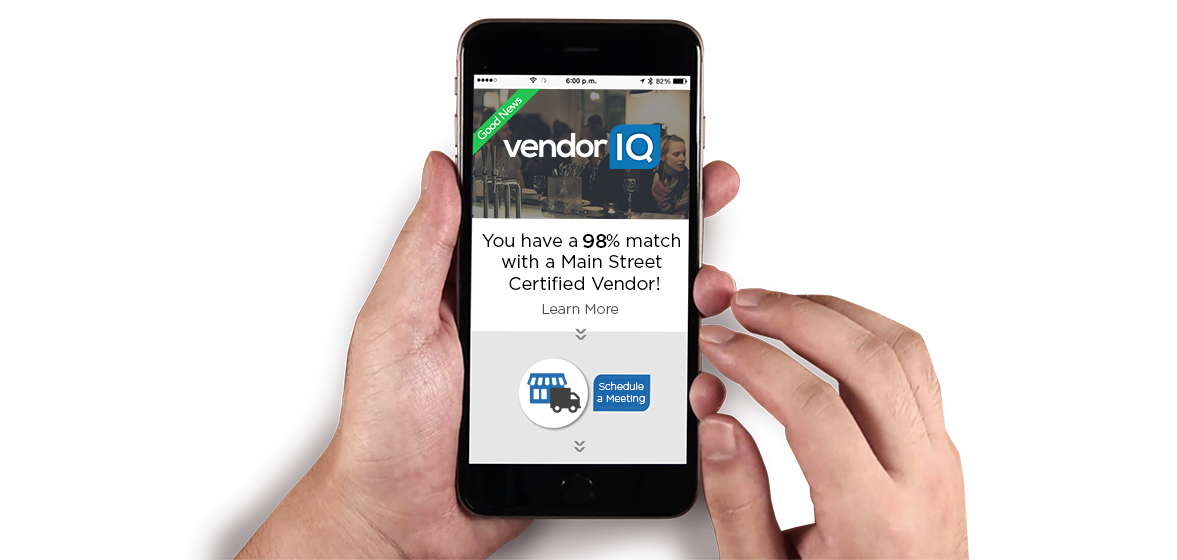 6:00 p.m.
82%
Good News
vendor IQ
You have a 98% match
with a Main Street
Certified Vendor!
Learn More
Schedule
a Meeting